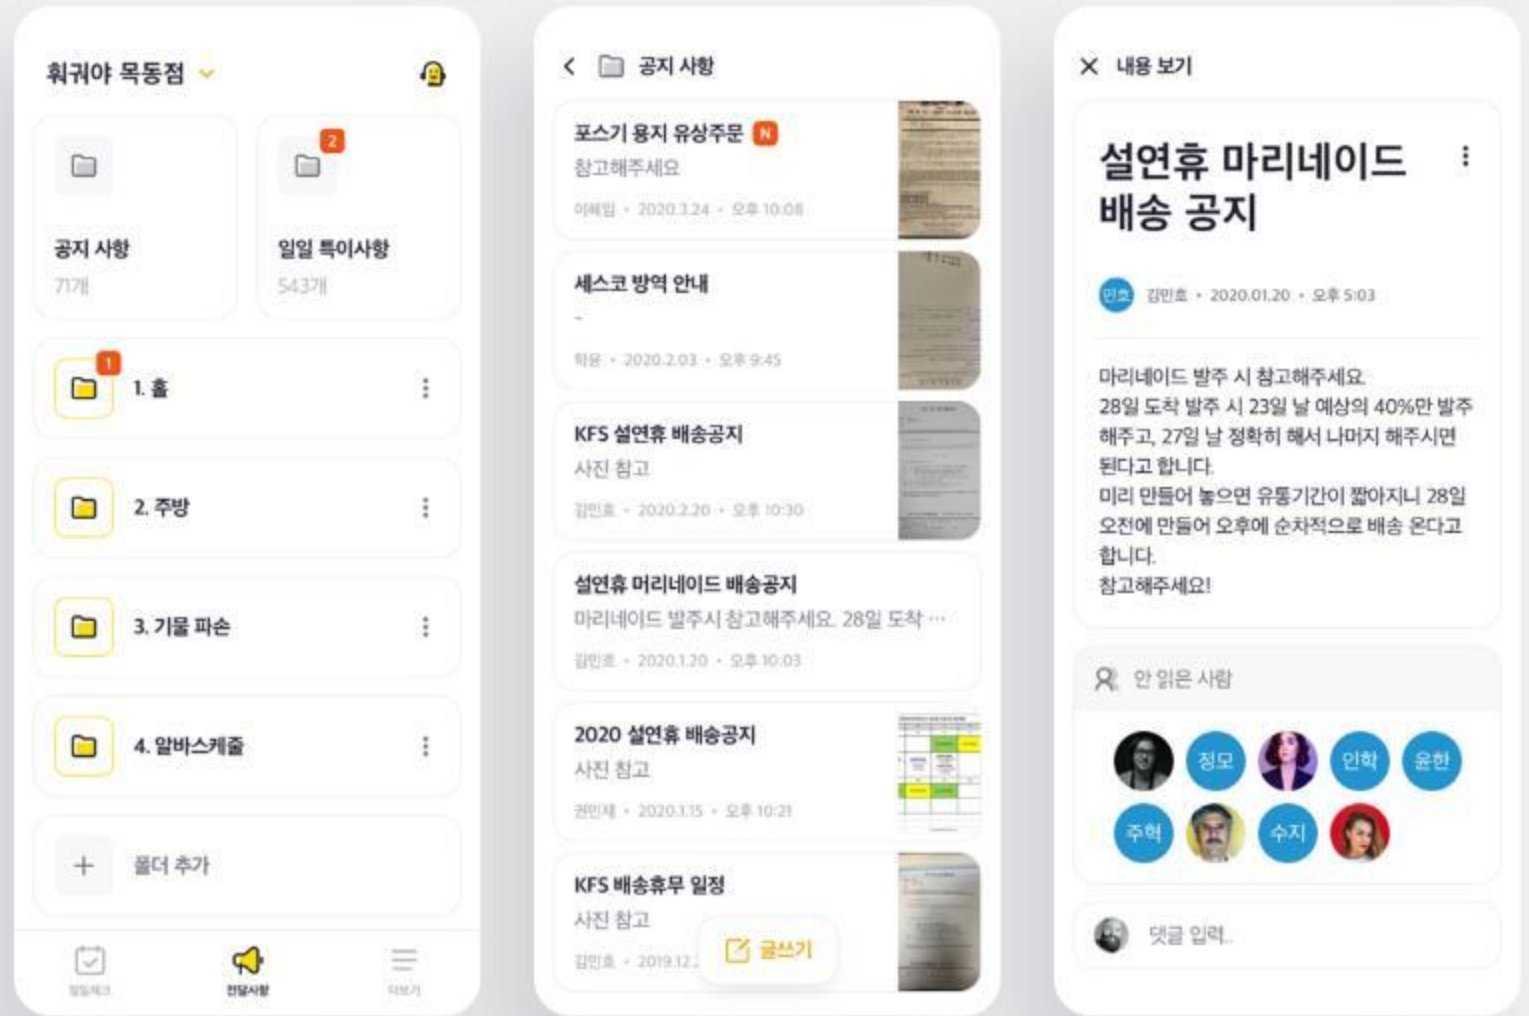 훠궈야 목동점
공지 사항
71개
2
일일 특이사항
543개
1
1. 홀
2. 주방
3. 기물 파손
4. 알바스케줄
폴더 추가
전달사항
더보기
공지 사항
포스기 용지 유상주문 N
참고해주세요
이혜임 • 2020.3.24 • 오후 10:08
세스코 방역 안내
-
학윤 • 2020.2.03 • 오후 9:45
KFS 설연휴 배송공지
사진 참고
김민호 • 2020.2.20 • 오후 10:30
설연휴 머리네이드 배송공지
마리네이드 발주시 참고해주세요. 28일 도착 ···
김민호 • 2020.1.20 • 오후 10:03
2020 설연휴 배송공지
사진 참고
권민재 • 2020.1.15 • 오후 10:21
KFS 배송휴무 일정
사진 참고
김민호 • 2019.12.
글쓰기
내용 보기
설연휴 마리네이드
배송 공지
민호 김민호 • 2020.01.20 • 오후 5:03
마리네이드 발주 시 참고해주세요.
28일 도착 발주 시 23일 날 예상의 40%만 발주
해주고, 27일 날 정확히 해서 나머지 해주시면
된다고 합니다.
미리 만들어 놓으면 유통기간이 짧아지니 28일
오전에 만들어 오후에 순차적으로 배송 온다고
합니다.
참고해주세요!
안 읽은 사람
정모 인학 윤한
주혁 수지
댓글 입력..